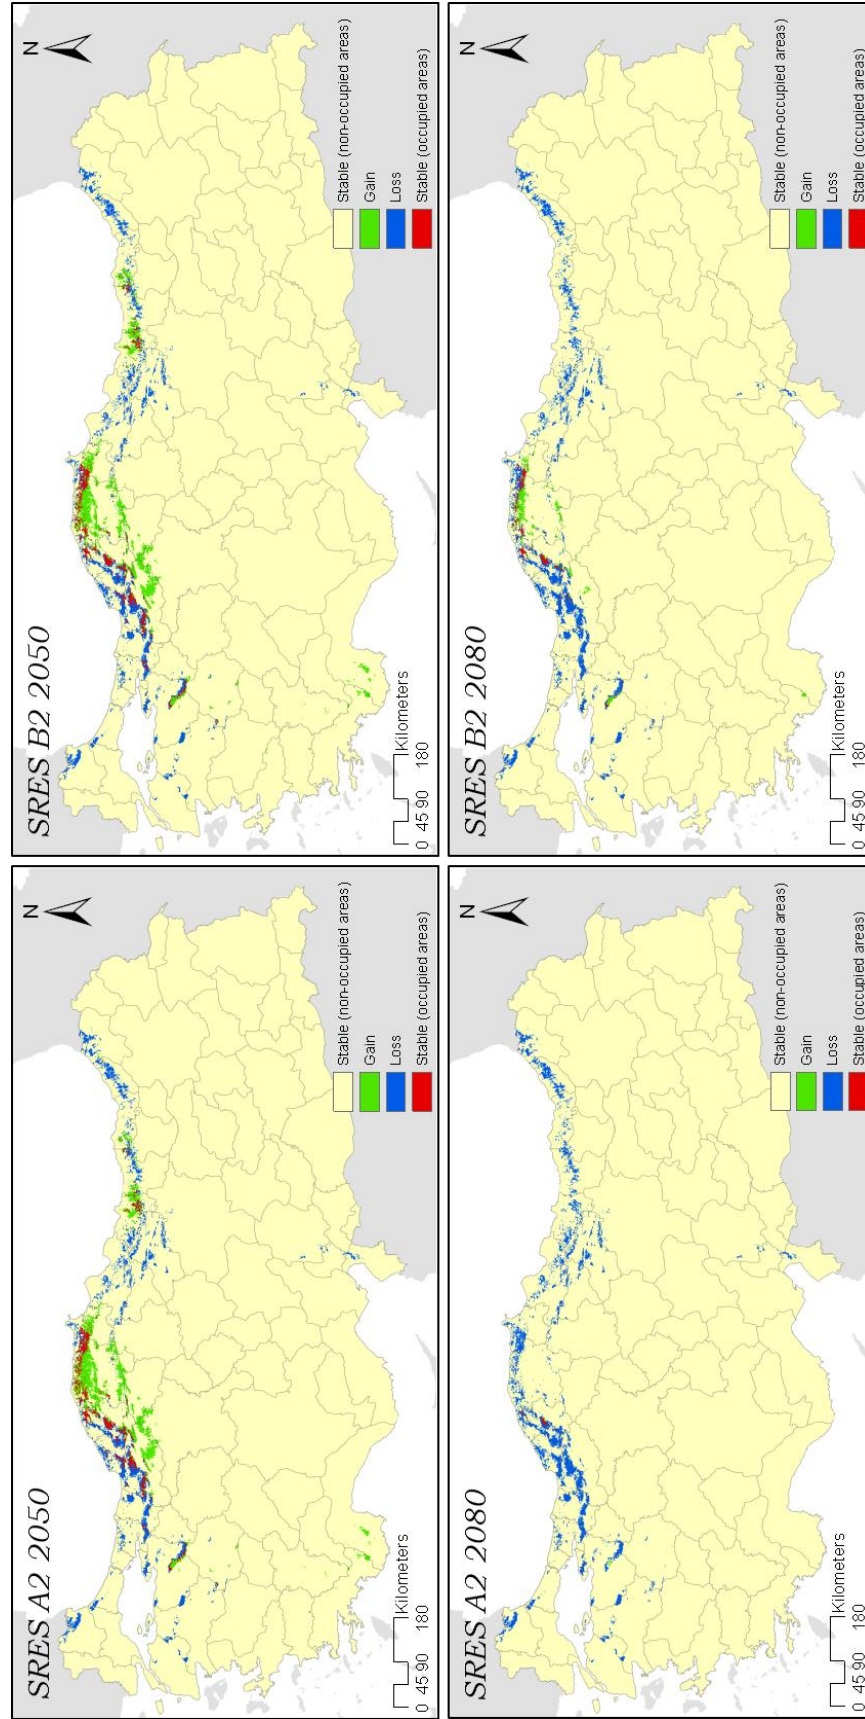 SRES A2 2050
N
Kilometers
0 45 90 180
Stable (non-occupied areas)
Gain
Loss
Stable (occupied areas)
SRES B2 2050
N
Kilometers
0 45 90 180
Stable (non-occupied areas)
Gain
Loss
Stable (occupied areas)
SRES A2 2080
N
Kilometers
0 45 90 180
Stable (non-occupied areas)
Gain
Loss
Stable (occupied areas)
SRES B2 2080
N
Kilometers
0 45 90 180
Stable (non-occupied areas)
Gain
Loss
Stable (occupied areas)